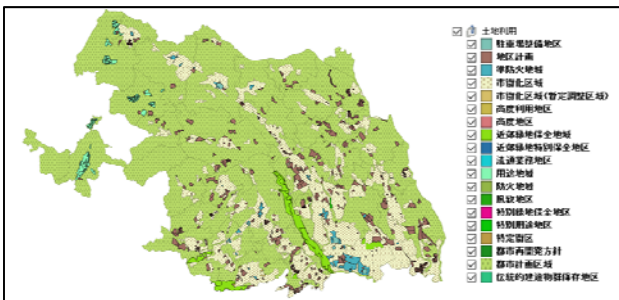 土地利用
駐車場整備地区
地区計画
準防火地域
市街化区域
市街化区域(暫定調整区域)
高度利用地区
高度地区
近郊緑地保全地域
近郊緑地特別保全地区
流通業務地区
用途地域
防火地域
風致地区
特別緑地保全地区
特別用途地区
特定街区
都市再開発方針
都市計画区域
伝統的建造物群保存地区